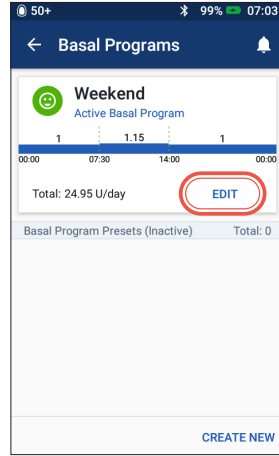 50+ 99% 07:03
Basal Programs
Weekend
Active Basal Program
1 1.15 1
00:00 07:30 14:00 00:00
Total: 24.95 U/day EDIT
Basal Program Presets (Inactive) Total: 0
CREATE NEW